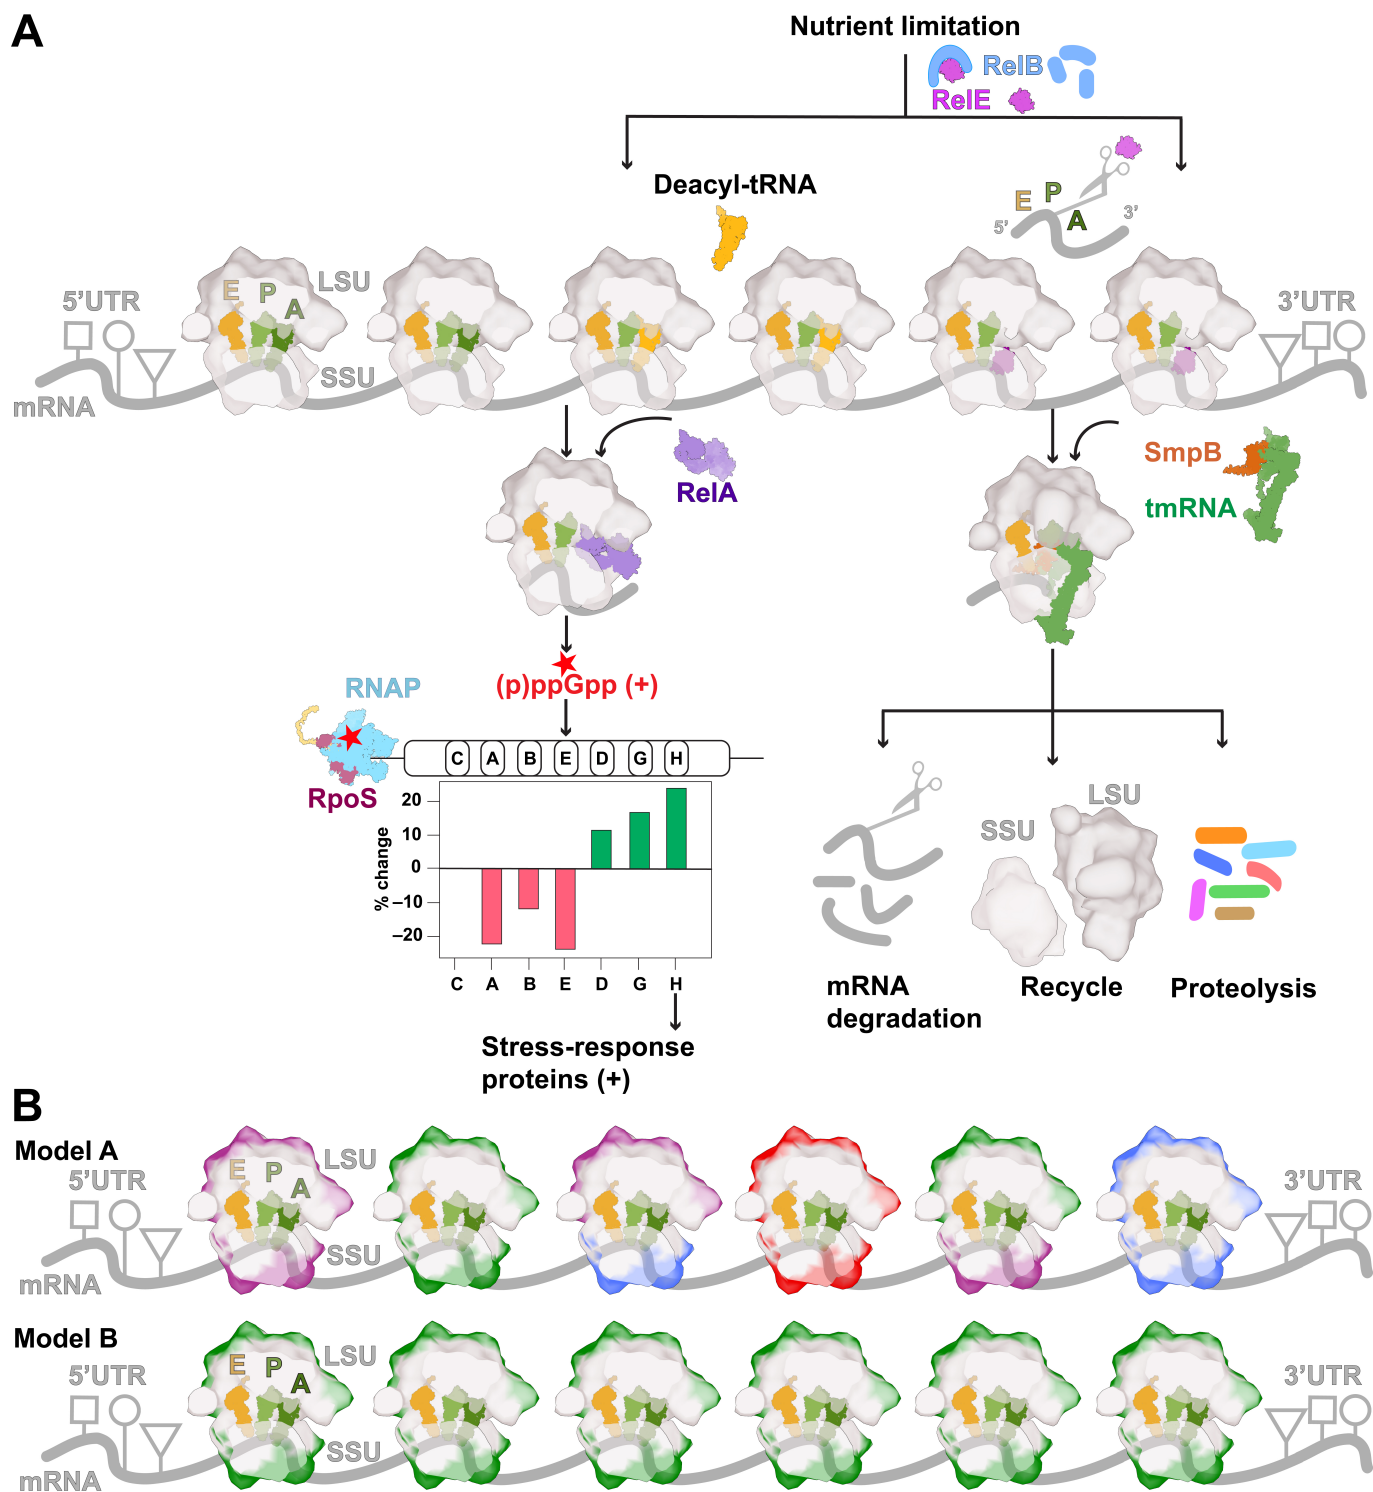 A
Nutrient limitation
RelB
RelE
Deacyl-tRNA
E P A
5’ 3’
5’UTR
E P A
LSU
3’UTR
SSU
mRNA
RelA
SmpB
tmRNA
(p)ppGpp (+)
RNAP
RpoS
C A B E D G H
% change
20
10
0
–10
–20
C A B E D G H
Stress-response
proteins (+)
LSU
SSU
mRNA
degradation
Recycle
Proteolysis
B
Model A
5’UTR
E P A
LSU
3’UTR
SSU
mRNA
Model B
5’UTR
E P A
LSU
3’UTR
SSU
mRNA